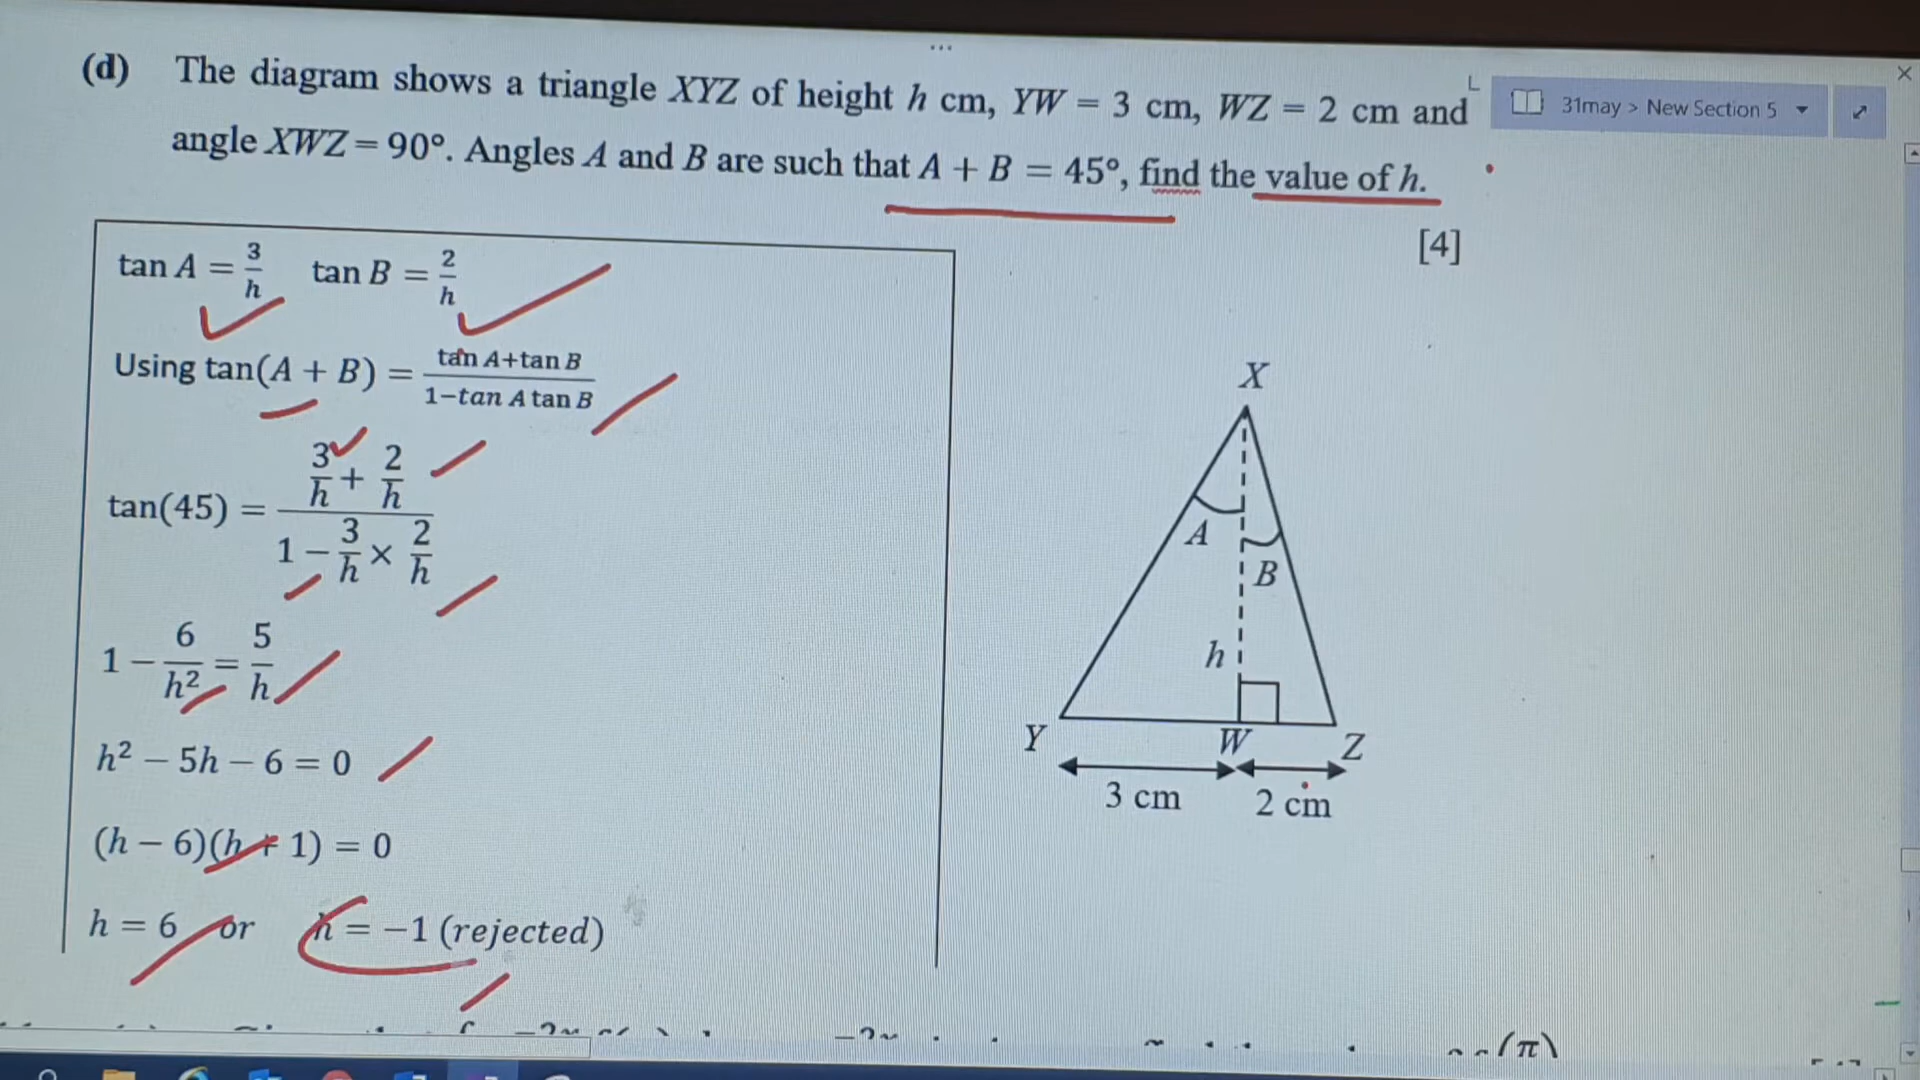 (d) The diagram shows a triangle XYZ of height h cm, YW = 3 cm, WZ = 2 cm and
angle XWZ = 90°. Angles A and B are such that A + B = 45°, find the value of h.
[4]
31may > New Section 5
tan A = 3/h tan B = 2/h
Using tan(A + B) = (tan A+tan B)/(1−tan A tan B)
tan(45) = (3/h + 2/h)/(1 − 3/h × 2/h)
1 − 6/h² = 5/h
h² − 5h − 6 = 0
(h − 6)(h + 1) = 0
h = 6 or h = −1 (rejected)
X
A
B
h
Y W Z
3 cm 2 cm
(π)